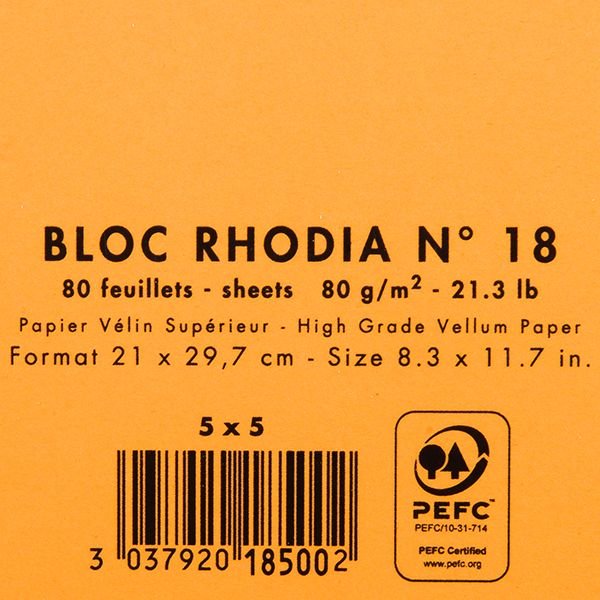 BLOC RHODIA N° 18
80 feuillets - sheets 80 g/m² - 21.3 lb
Papier Vélin Supérieur - High Grade Vellum Paper
Format 21 x 29,7 cm - Size 8.3 x 11.7 in.
5 x 5
3 037920 185002
PEFC™
PEFC/10-31-714
PEFC Certified
www.pefc.org